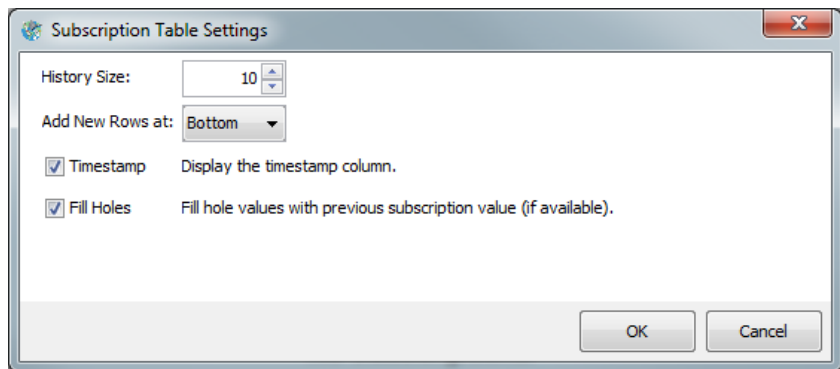 Subscription Table Settings
History Size: 10
Add New Rows at: Bottom
Timestamp Display the timestamp column.
Fill Holes Fill hole values with previous subscription value (if available).
OK Cancel